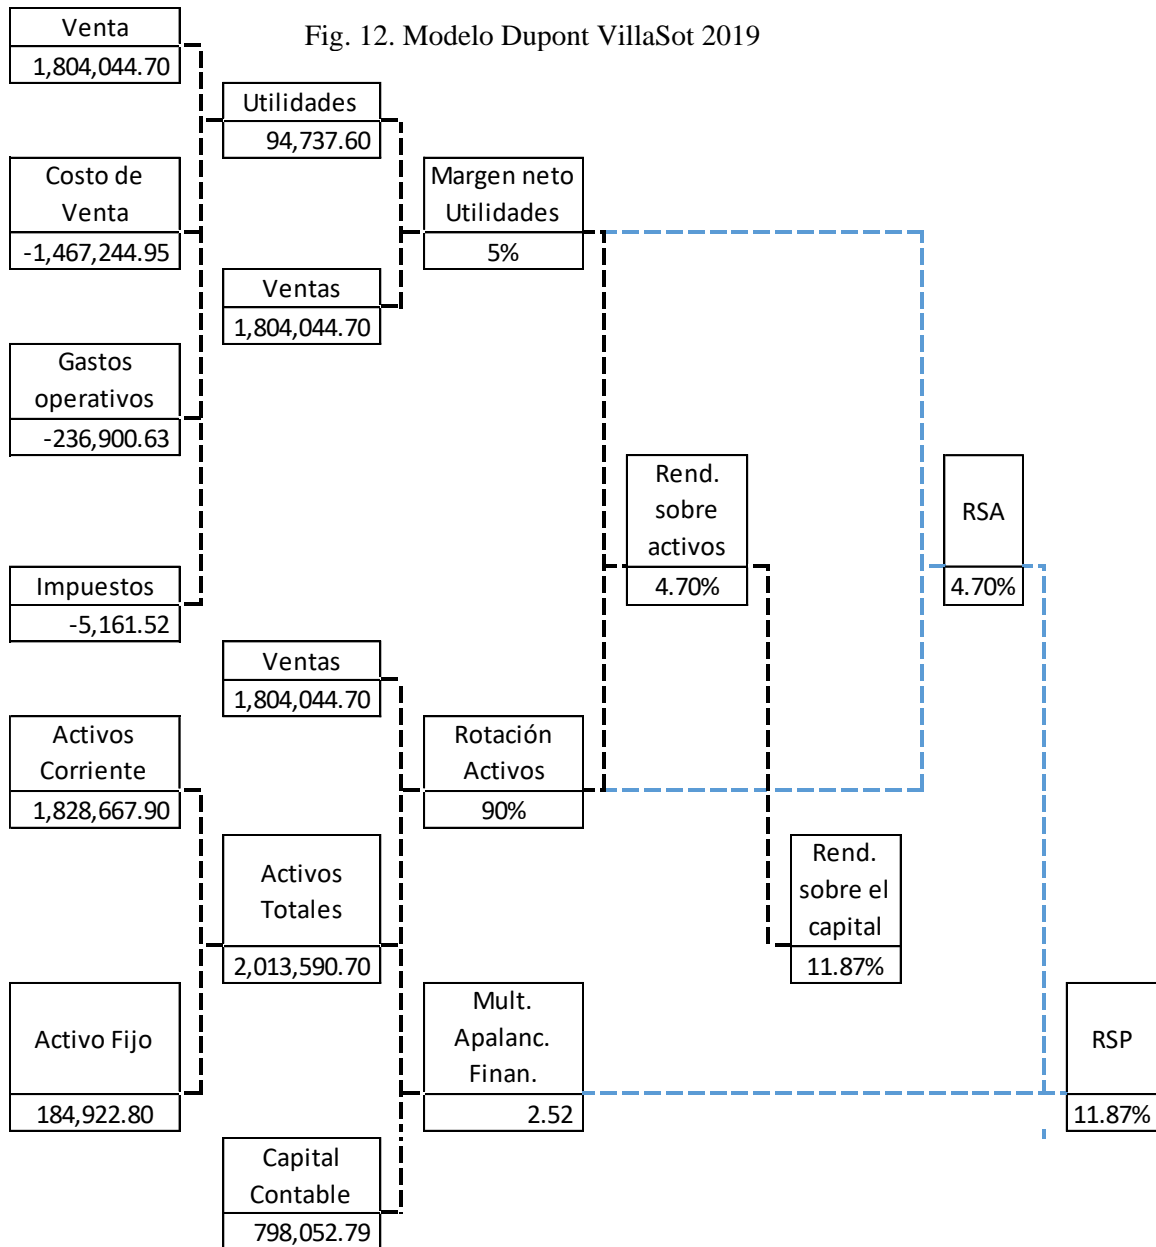 Fig. 12. Modelo Dupont VillaSot 2019
Venta
1,804,044.70
Utilidades
94,737.60
Costo de
Venta
-1,467,244.95
Margen neto
Utilidades
5%
Ventas
1,804,044.70
Gastos
operativos
-236,900.63
Rend.
sobre
activos
4.70%
RSA
4.70%
Impuestos
-5,161.52
Ventas
1,804,044.70
Activos
Corriente
1,828,667.90
Rotación
Activos
90%
Activos
Totales
2,013,590.70
Rend.
sobre el
capital
11.87%
Activo Fijo
184,922.80
Mult.
Apalanc.
Finan.
2.52
RSP
11.87%
Capital
Contable
798,052.79